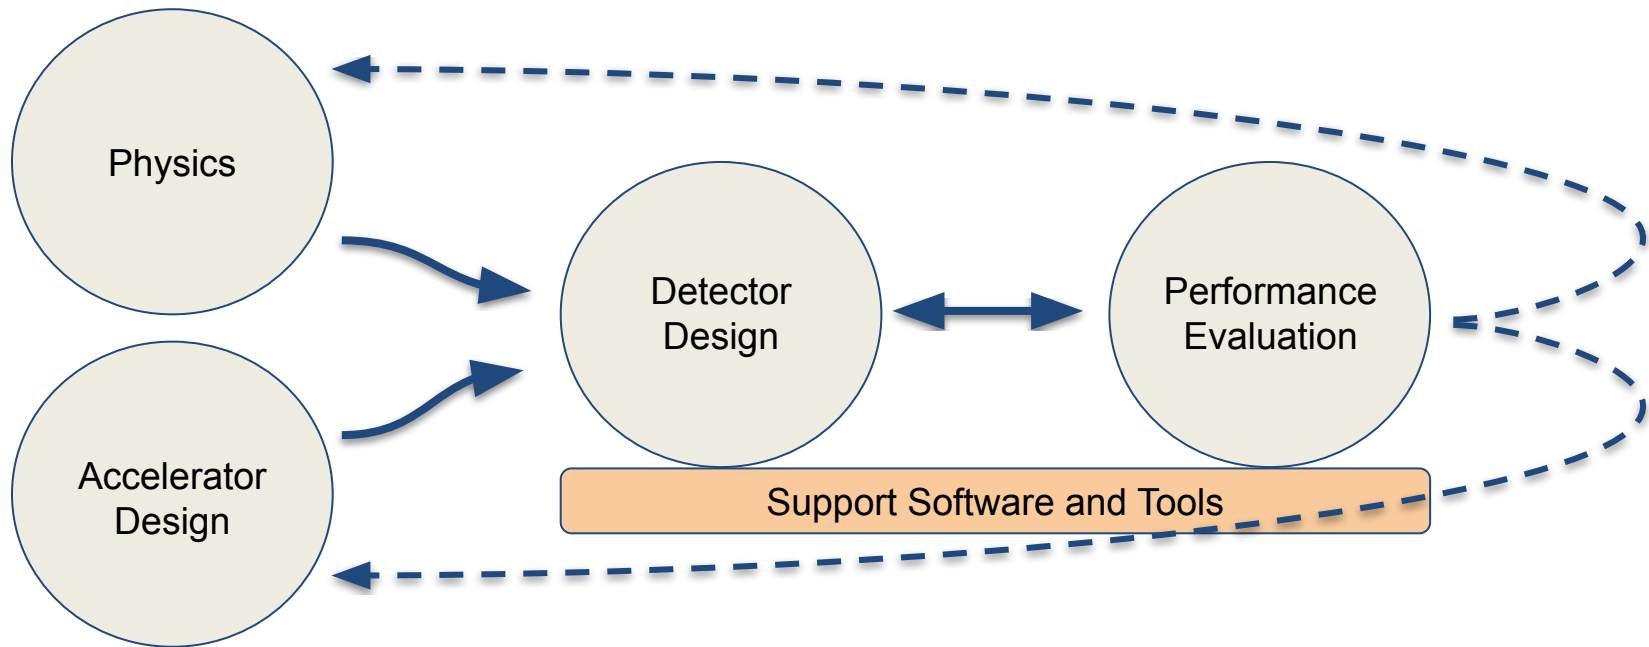 Physics
Detector
Design
Performance
Evaluation
Accelerator
Design
Support Software and Tools